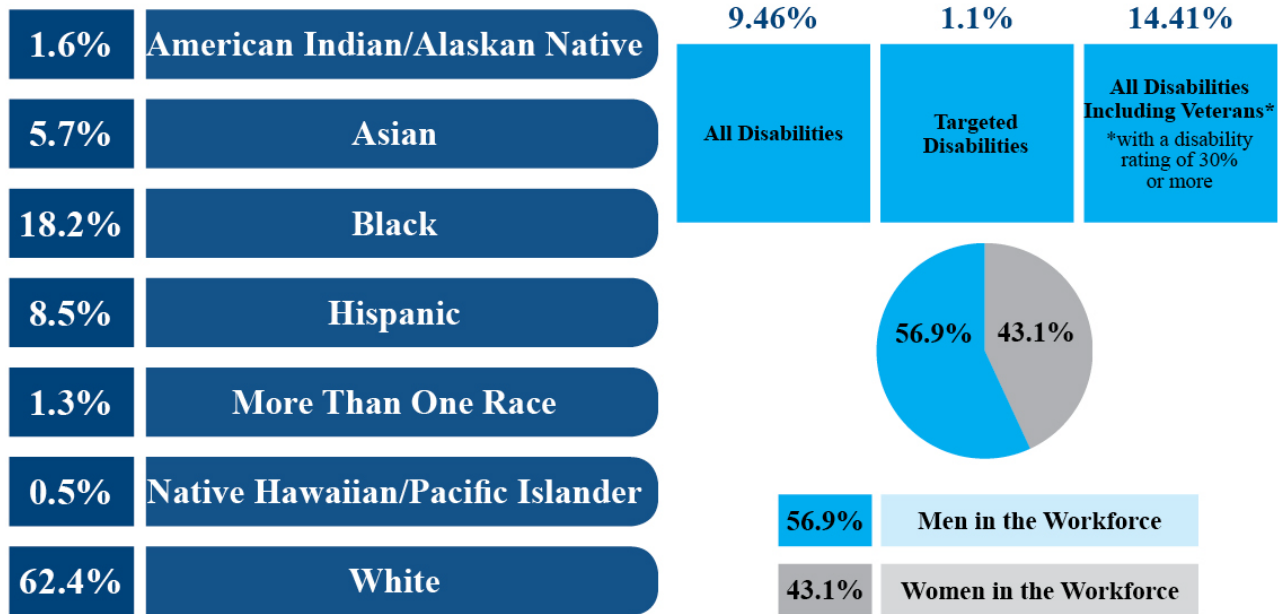 1.6% American Indian/Alaskan Native
5.7% Asian
18.2% Black
8.5% Hispanic
1.3% More Than One Race
0.5% Native Hawaiian/Pacific Islander
62.4% White
9.46% 1.1% 14.41%
All Disabilities
Targeted
Disabilities
All Disabilities
Including Veterans*
*with a disability
rating of 30%
or more
56.9% 43.1%
56.9% Men in the Workforce
43.1% Women in the Workforce